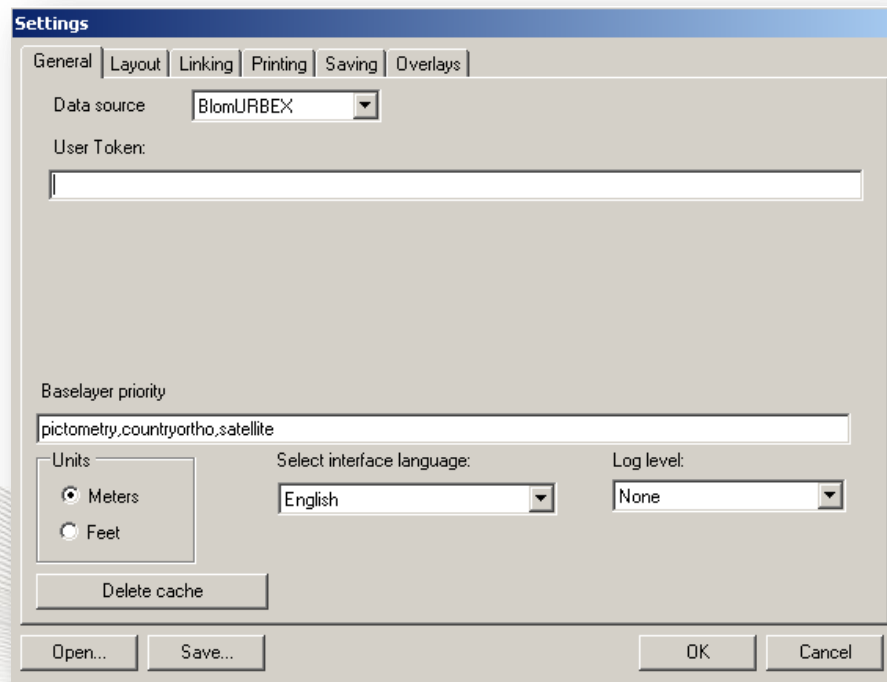 Settings
General Layout Linking Printing Saving Overlays
Data source BlomURBEX
User Token:
Baselayer priority
pictometry,countryortho,satellite
Units Select interface language: Log level:
Meters English None
Feet
Delete cache
Open... Save... OK Cancel